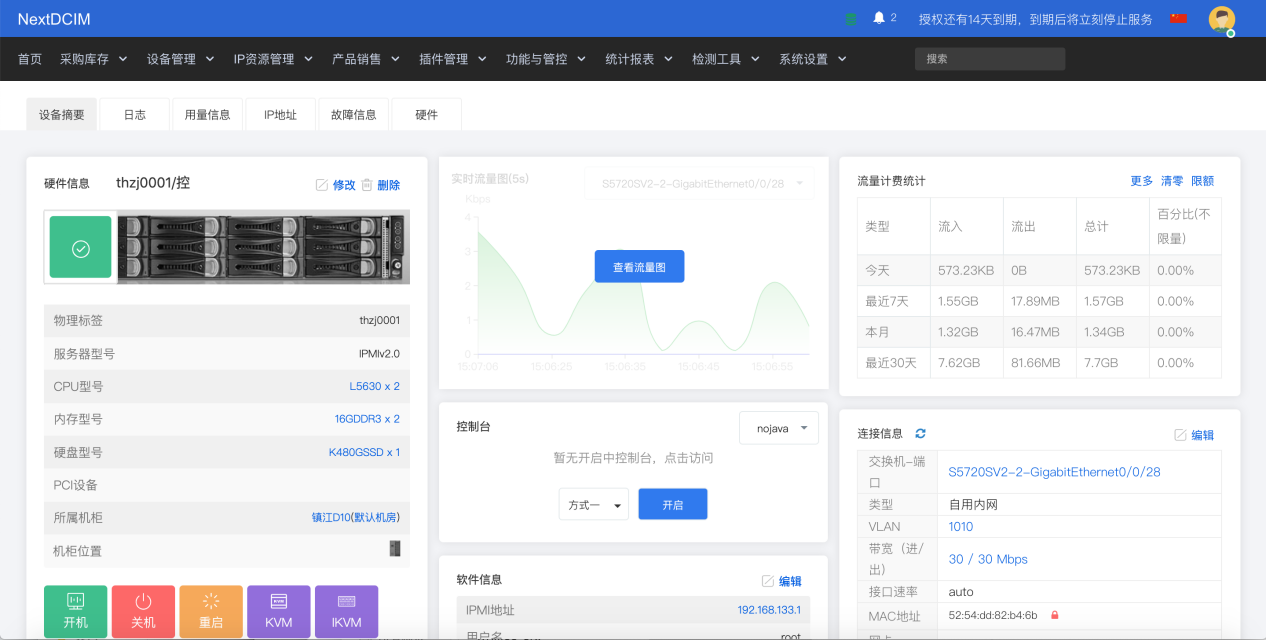 NextDCIM
2 授权还有14天到期，到期后将立刻停止服务
首页 采购库存 设备管理 IP资源管理 产品销售 插件管理 功能与管控 统计报表 检测工具 系统设置 搜索
设备摘要 日志 用量信息 IP地址 故障信息 硬件
硬件信息 thzj0001/控 修改 删除
物理标签 thzj0001
服务器型号 IPMIv2.0
CPU型号 L5630 x 2
内存型号 16GDDR3 x 2
硬盘型号 K480GSSD x 1
PCI设备
所属机柜 镇江D10(默认机房)
机柜位置
开机 关机 重启 KVM IKVM
实时流量图(5s) S5720SV2-2-GigabitEthernet0/0/28
Kbps
4
3
查看流量图
2
1
0
15:07:06 15:06:25 15:06:35 15:06:45 15:06:55
控制台 nojava
暂无开启中控制台，点击访问
方式一 开启
软件信息 编辑
IPMI地址 192.168.133.1
用户名 root
流量计费统计 更多 清零 限额
类型 流入 流出 总计 百分比(不
限量)
今天 573.23KB 0B 573.23KB 0.00%
最近7天 1.55GB 17.89MB 1.57GB 0.00%
本月 1.32GB 16.47MB 1.34GB 0.00%
最近30天 7.62GB 81.66MB 7.7GB 0.00%
连接信息 编辑
交换机-端
口 S5720SV2-2-GigabitEthernet0/0/28
类型 自用内网
VLAN 1010
带宽（进/
出） 30 / 30 Mbps
接口速率 auto
MAC地址 52:54:dd:82:b4:6b